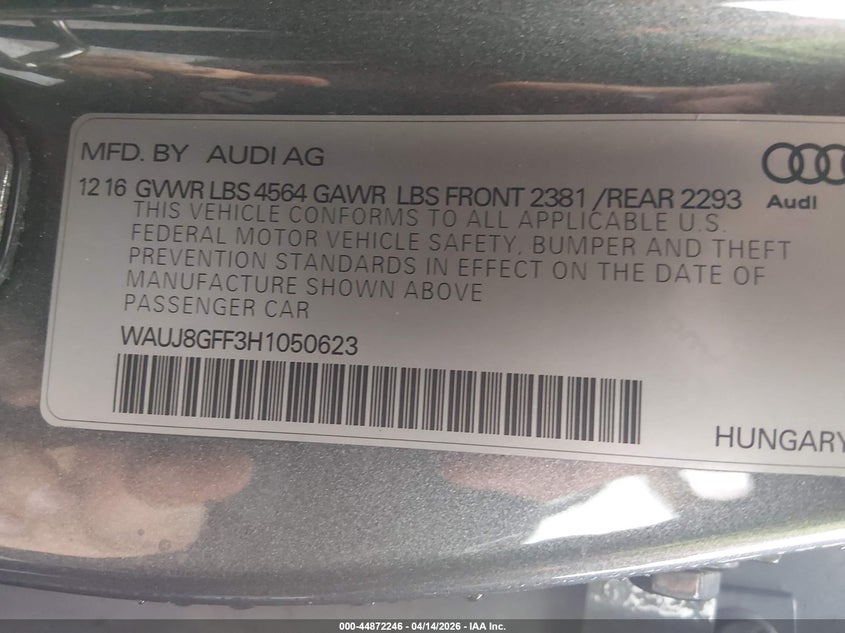 MFD. BY AUDI AG
12 16 GVWR LBS 4564 GAWR LBS FRONT 2381 /REAR 2293
Audi
THIS VEHICLE CONFORMS TO ALL APPLICABLE U.S.
FEDERAL MOTOR VEHICLE SAFETY, BUMPER AND THEFT
PREVENTION STANDARDS IN EFFECT ON THE DATE OF
MANUFACTURE SHOWN ABOVE
PASSENGER CAR
WAUJ8GFF3H1050623
HUNGARY
000-44872246 - 04/14/2026 - IAA Inc.